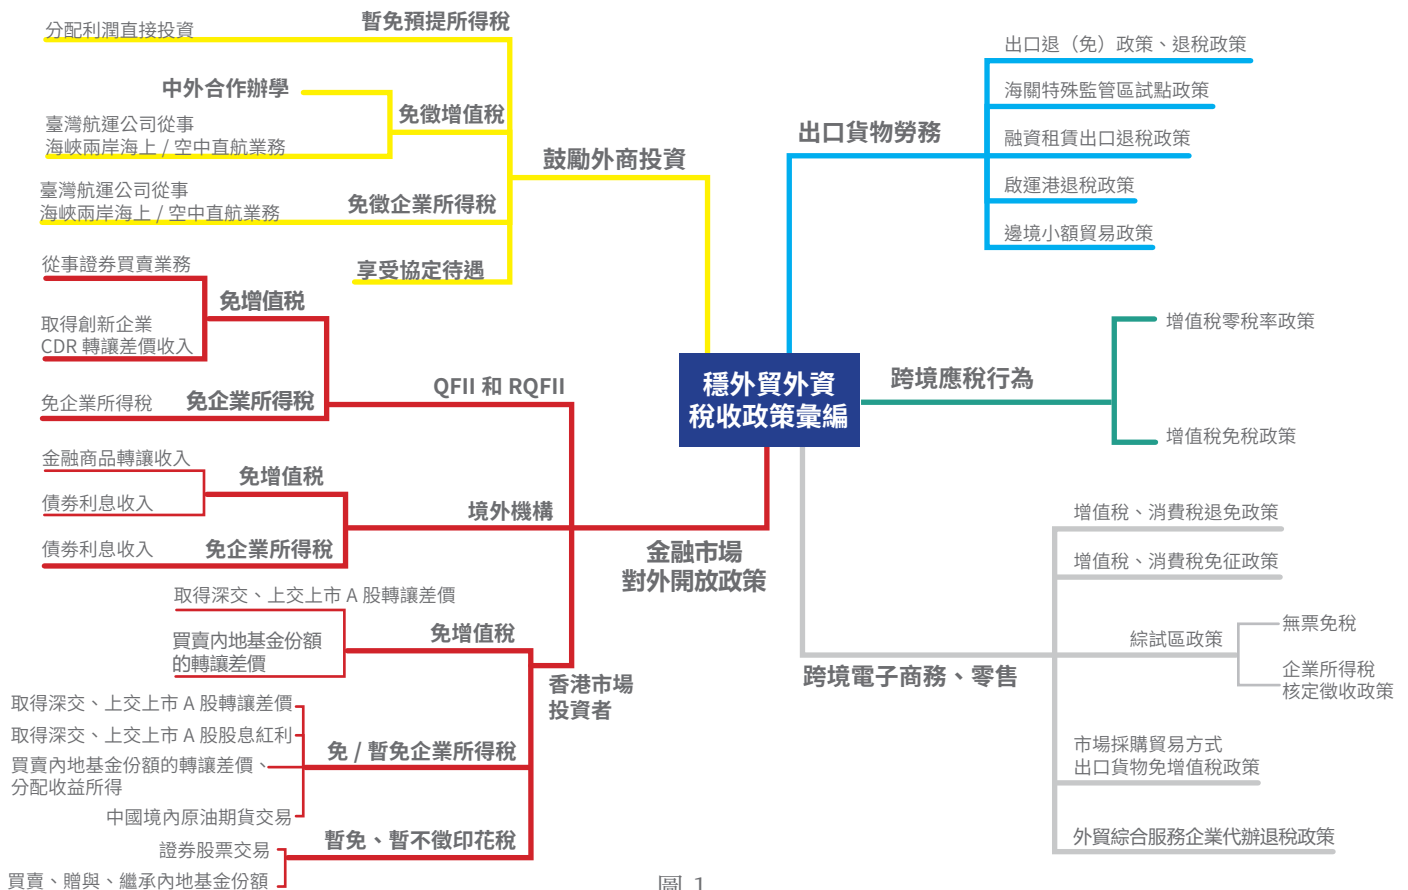 穩外貿外資
稅收政策彙編
鼓勵外商投資
暫免預提所得稅
分配利潤直接投資
免徵增值稅
中外合作辦學
臺灣航運公司從事
海峽兩岸海上 / 空中直航業務
免徵企業所得稅
臺灣航運公司從事
海峽兩岸海上 / 空中直航業務
享受協定待遇
出口貨物勞務
出口退（免）政策、退稅政策
海關特殊監管區試點政策
融資租賃出口退稅政策
啟運港退稅政策
邊境小額貿易政策
跨境應稅行為
增值稅零稅率政策
增值稅免稅政策
金融市場
對外開放政策
QFII 和 RQFII
免增值税
從事證券買賣業務
取得創新企業
CDR 轉讓差價收入
免企業所得稅
免企業所得稅
境外機構
免增值税
金融商品轉讓收入
債券利息收入
免企業所得稅
債券利息收入
香港市場
投資者
免增值稅
取得深交、上交上市 A 股轉讓差價
買賣內地基金份額
的轉讓差價
免 / 暫免企業所得稅
取得深交、上交上市 A 股轉讓差價
取得深交、上交上市 A 股股息紅利
買賣內地基金份額的轉讓差價、
分配收益所得
中國境內原油期貨交易
暫免、暫不徵印花稅
證券股票交易
買賣、贈與、繼承內地基金份額
跨境電子商務、零售
增值稅、消費稅退免政策
增值稅、消費稅免征政策
綜試區政策
無票免稅
企業所得稅
核定徵收政策
市場採購貿易方式
出口貨物免增值稅政策
外貿綜合服務企業代辦退稅政策
圖 1